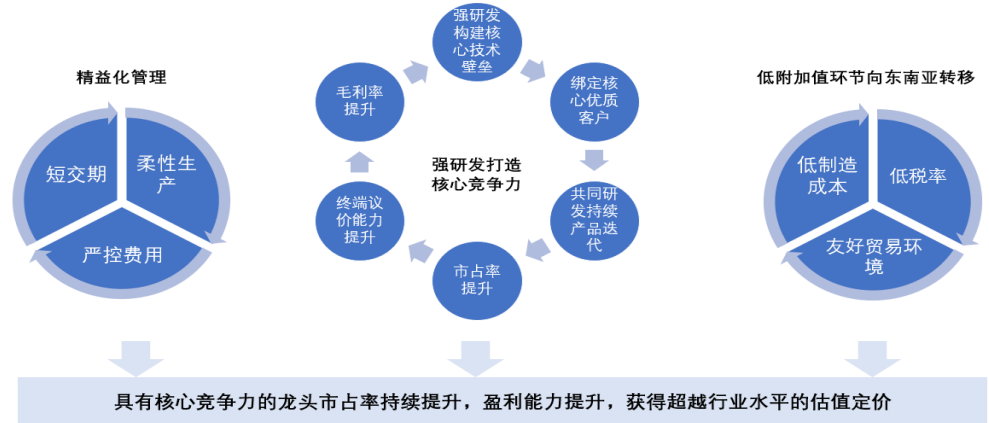 精益化管理
短交期
柔性生
产
严控费用
强研发
构建核
心技术
壁垒
绑定核
心优质
客户
共同研
发持续
产品迭
代
市占率
提升
终端议
价能力
提升
毛利率
提升
强研发打造
核心竞争力
低附加值环节向东南亚转移
低制造
成本
低税率
友好贸易环
境
具有核心竞争力的龙头市占率持续提升，盈利能力提升，获得超越行业水平的估值定价